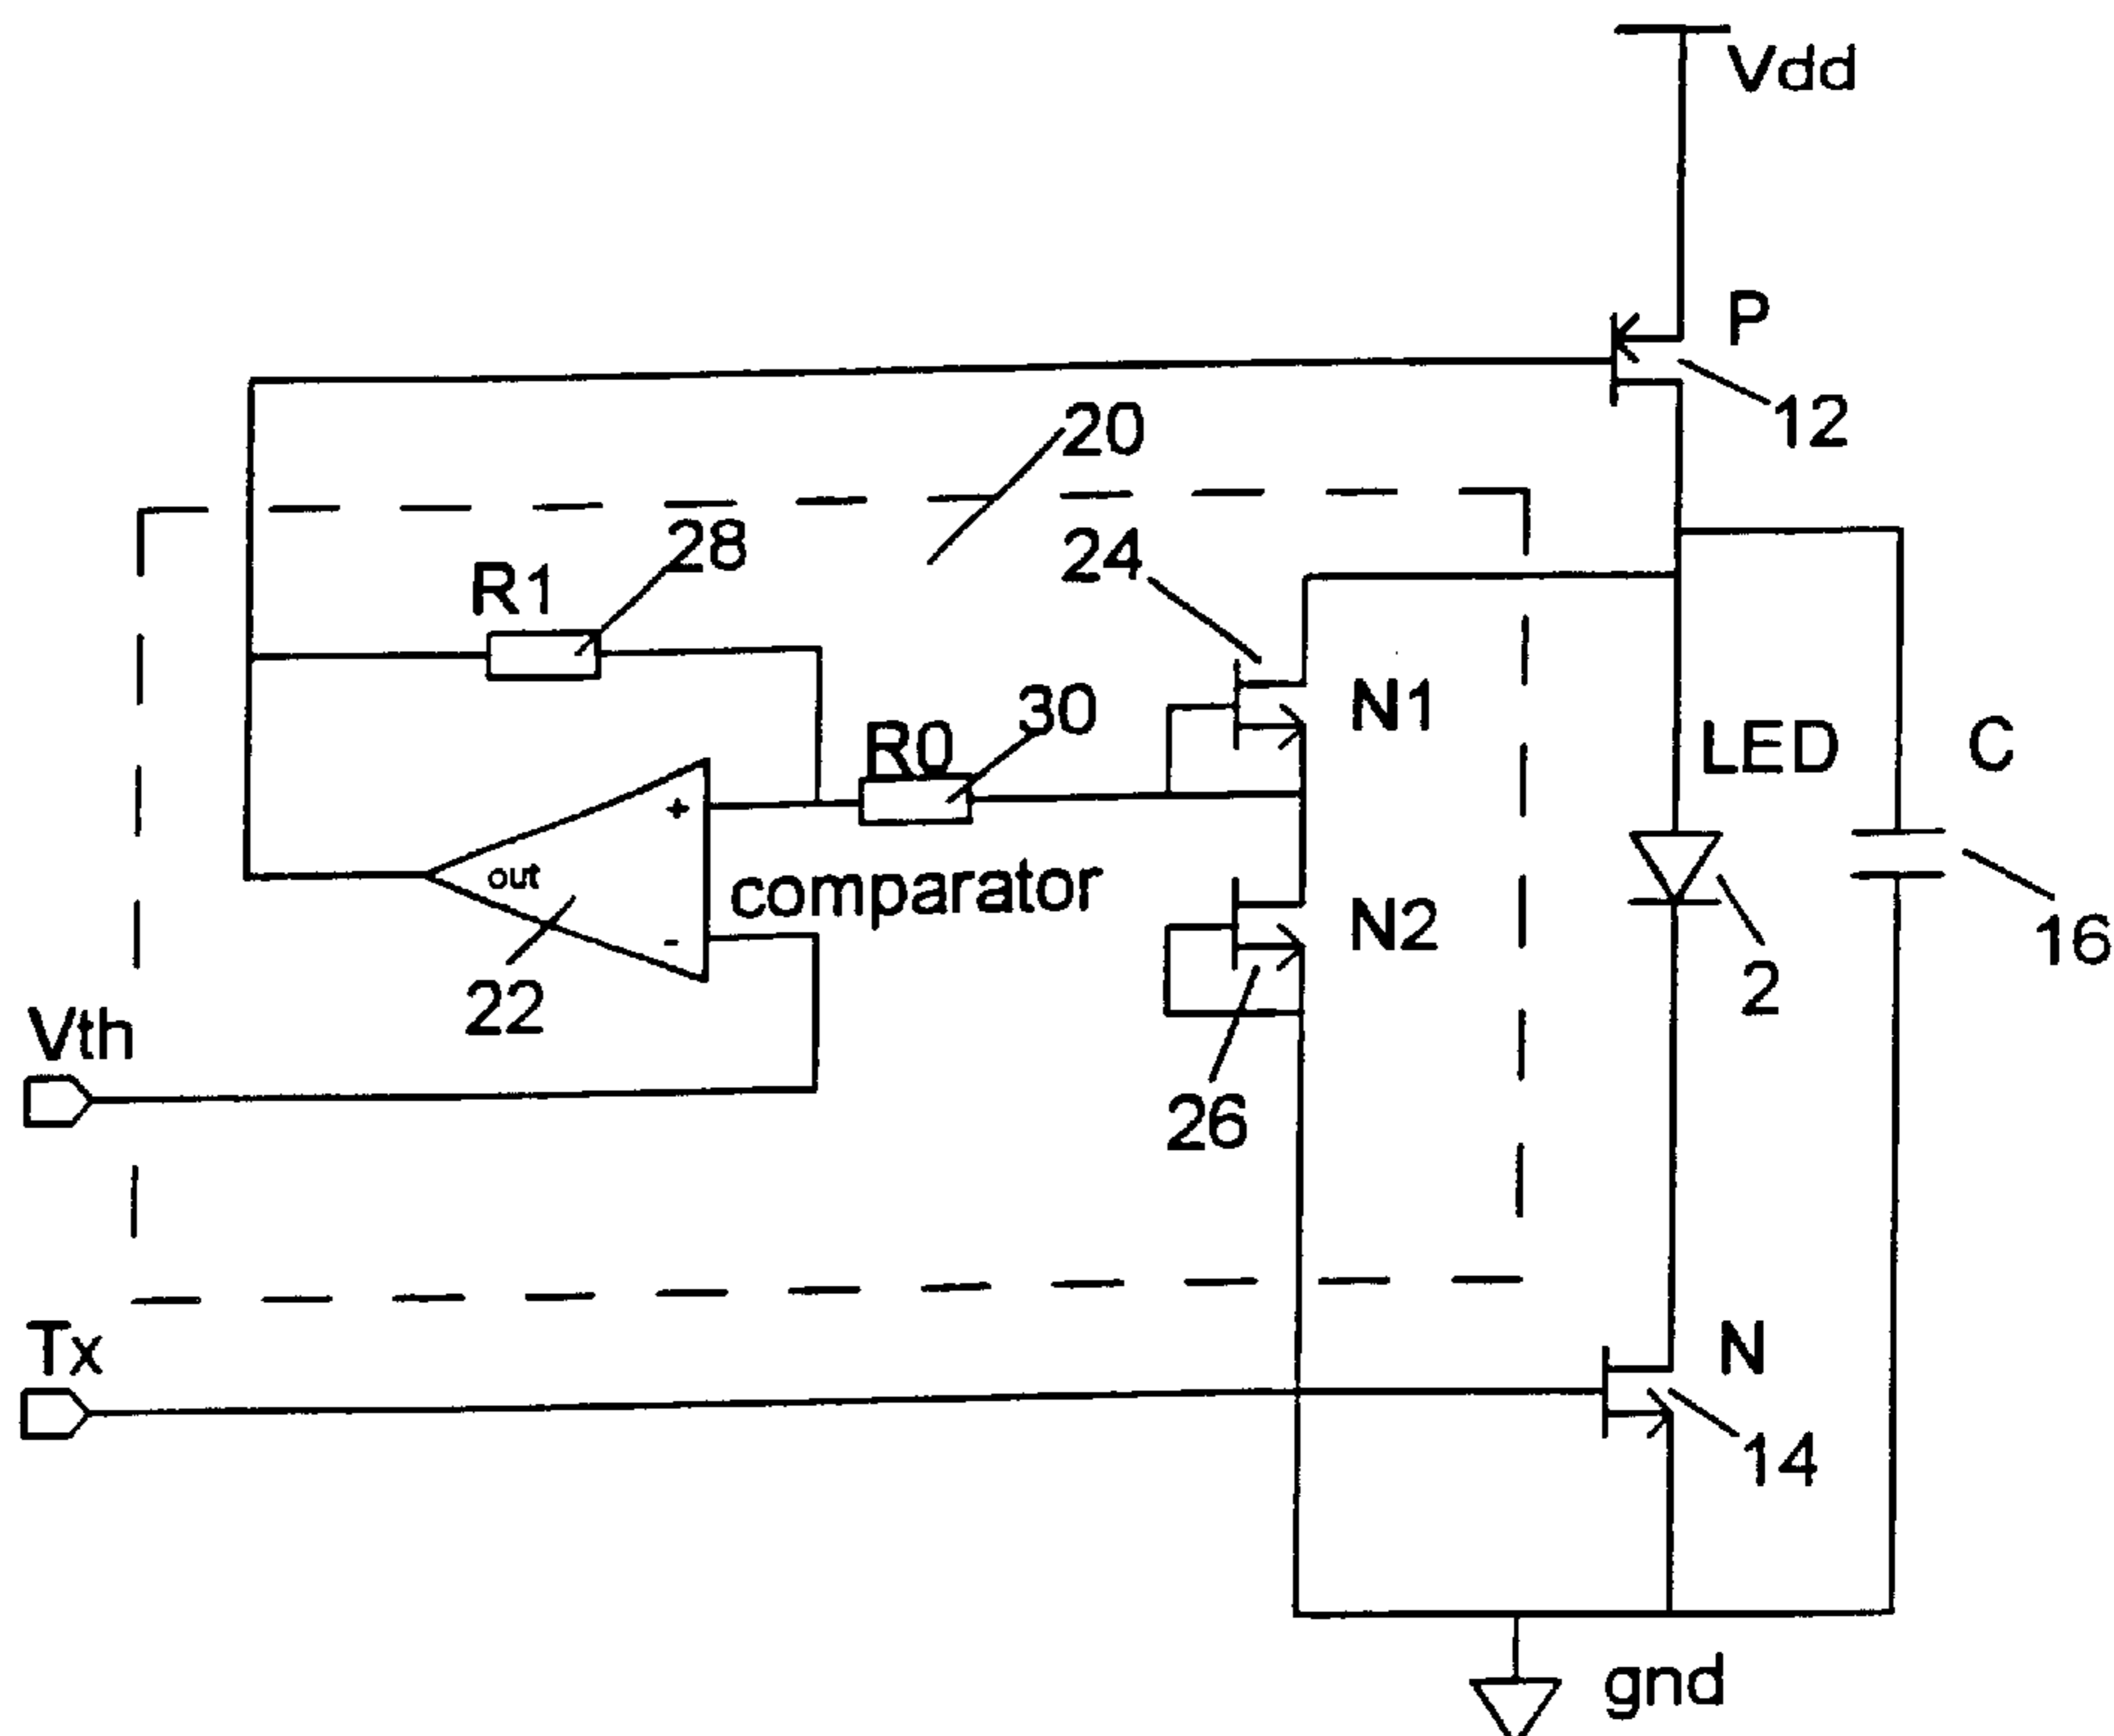 Vdd
P
12
20
28
24
R1
30
N1
R0
LED
C
+
out
comparator
-
N2
16
22
2
Vth
26
Tx
N
14
gnd